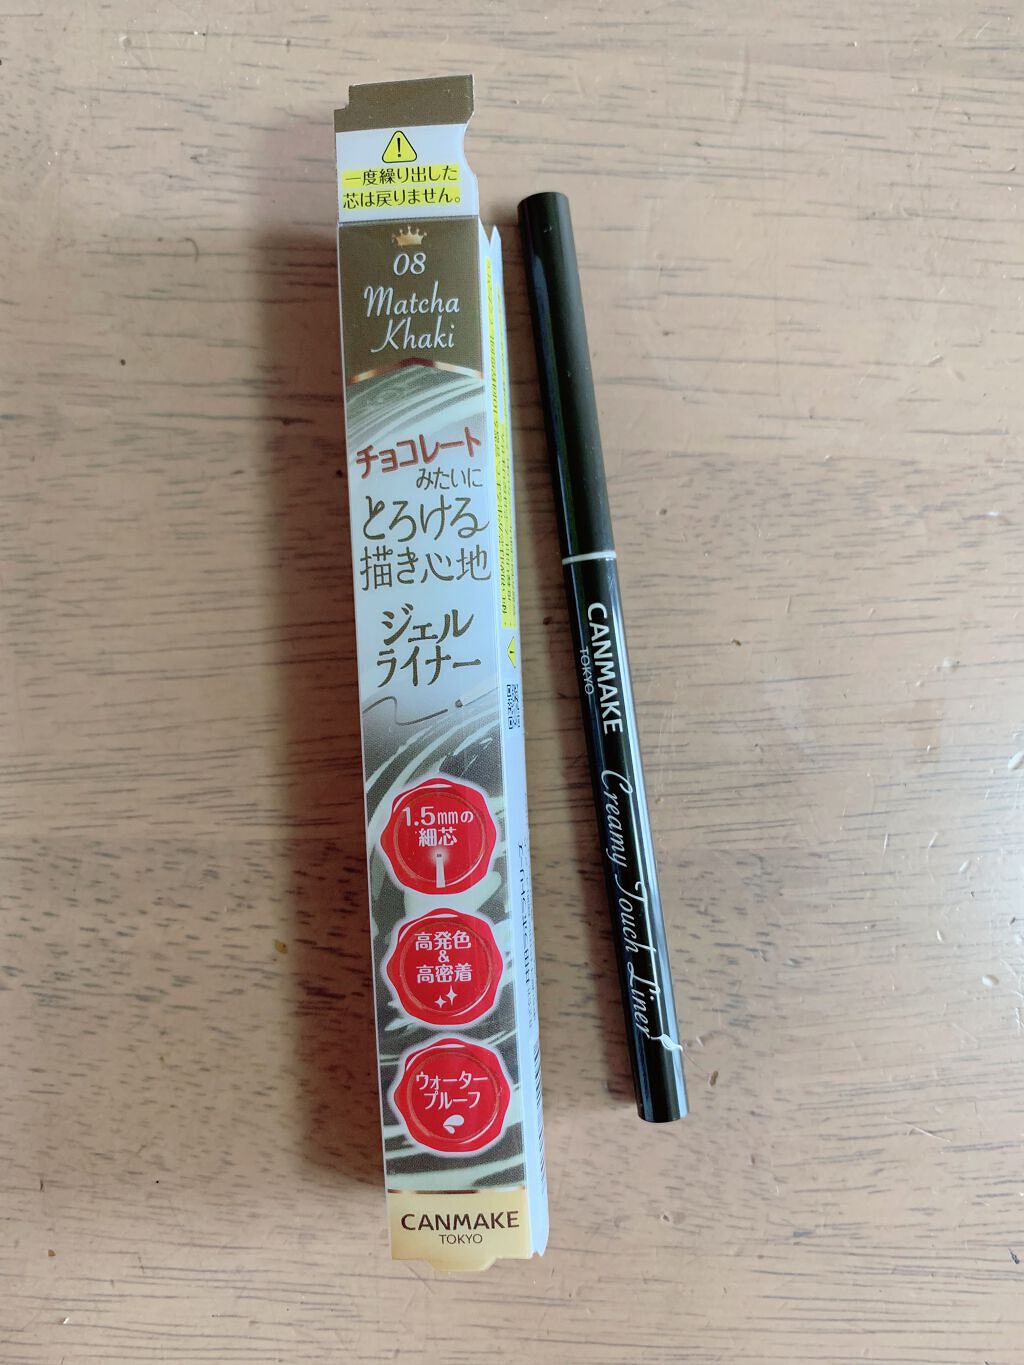 一度繰り出した
芯は戻りません。
08
Matcha
Khaki
チョコレート
みたいに
とろける
描き心地
ジェル
ライナー
1.5mmの
細芯
高発色
&
高密着
ウォーター
プルーフ
CANMAKE
TOKYO
CANMAKE
TOKYO
Creamy Touch Liner